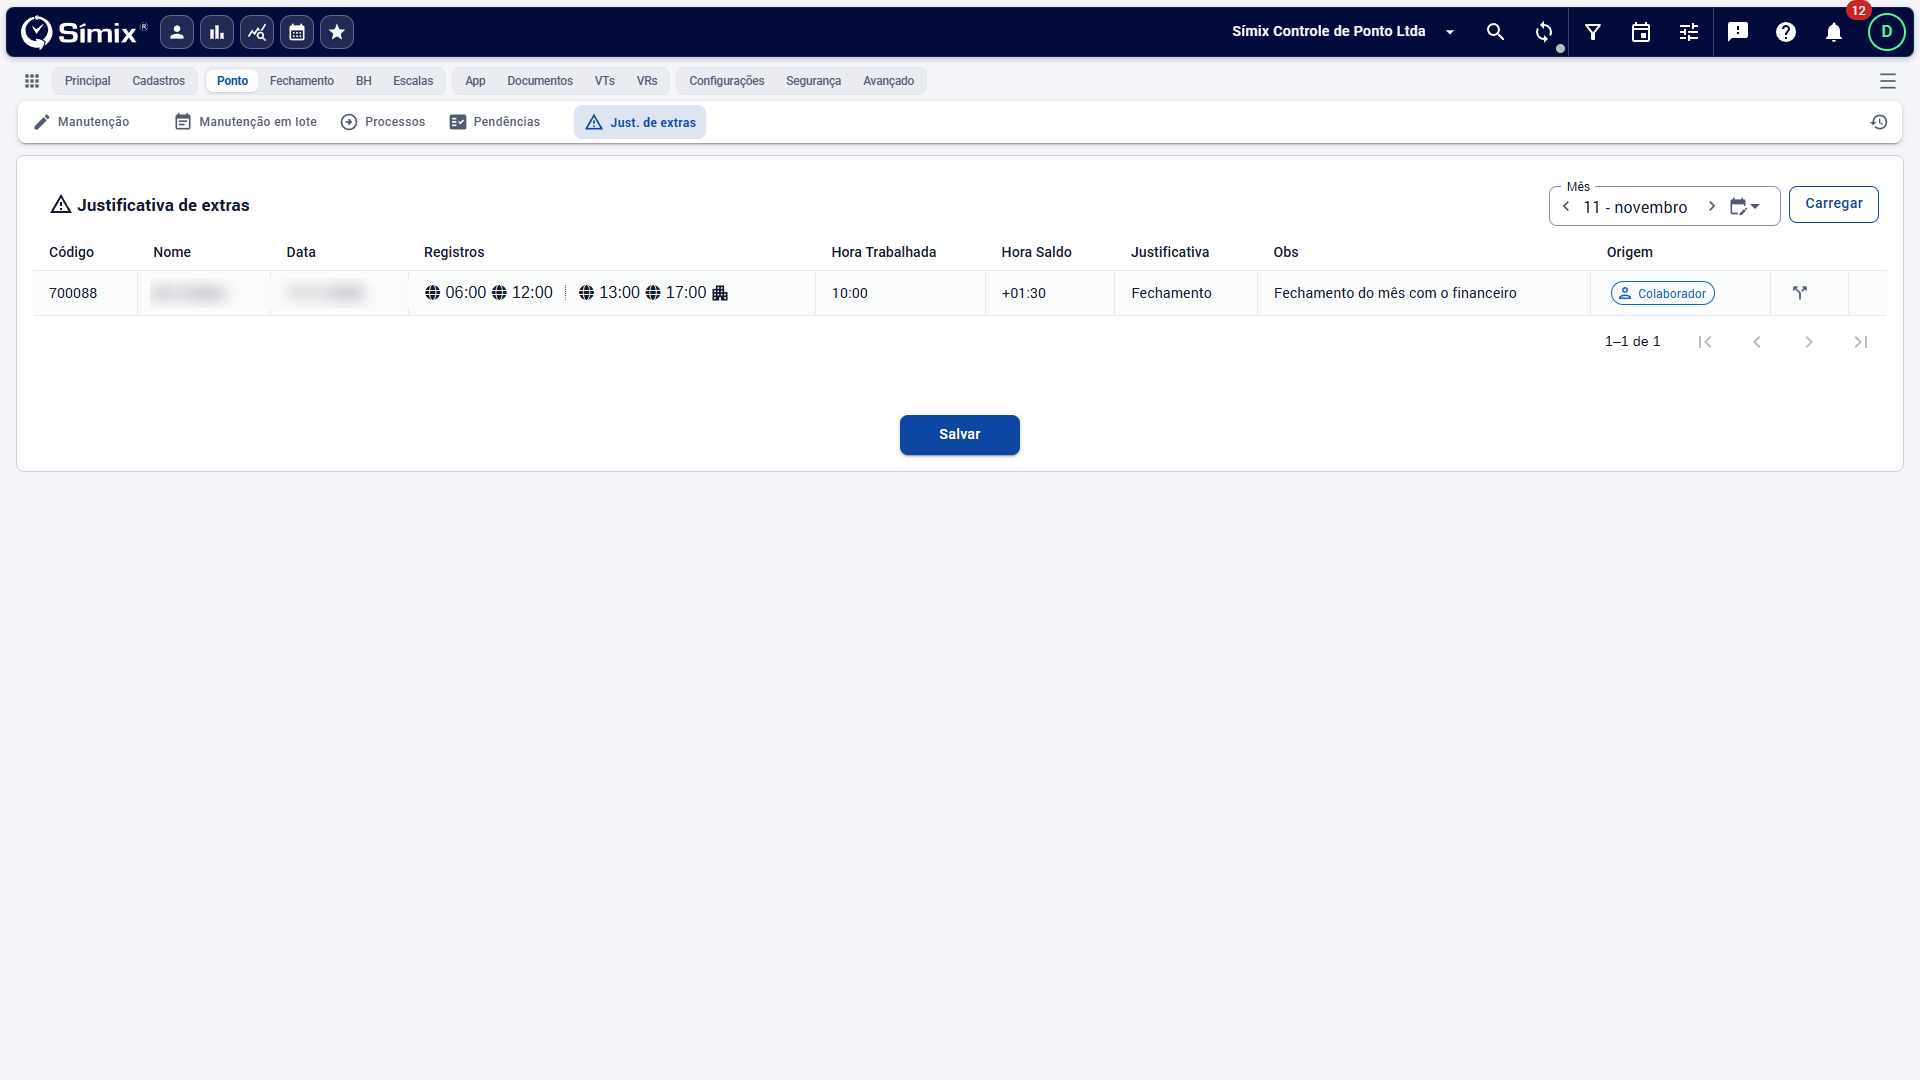 Símix®
Símix Controle de Ponto Ltda
12
D
Principal Cadastros Ponto Fechamento BH Escalas App Documentos VTs VRs Configurações Segurança Avançado
Manutenção Manutenção em lote Processos Pendências Just. de extras
Justificativa de extras
Mês
11 - novembro
Carregar
Código Nome Data Registros Hora Trabalhada Hora Saldo Justificativa Obs Origem
700088 06:00 12:00 13:00 17:00 10:00 +01:30 Fechamento Fechamento do mês com o financeiro Colaborador
1–1 de 1
Salvar